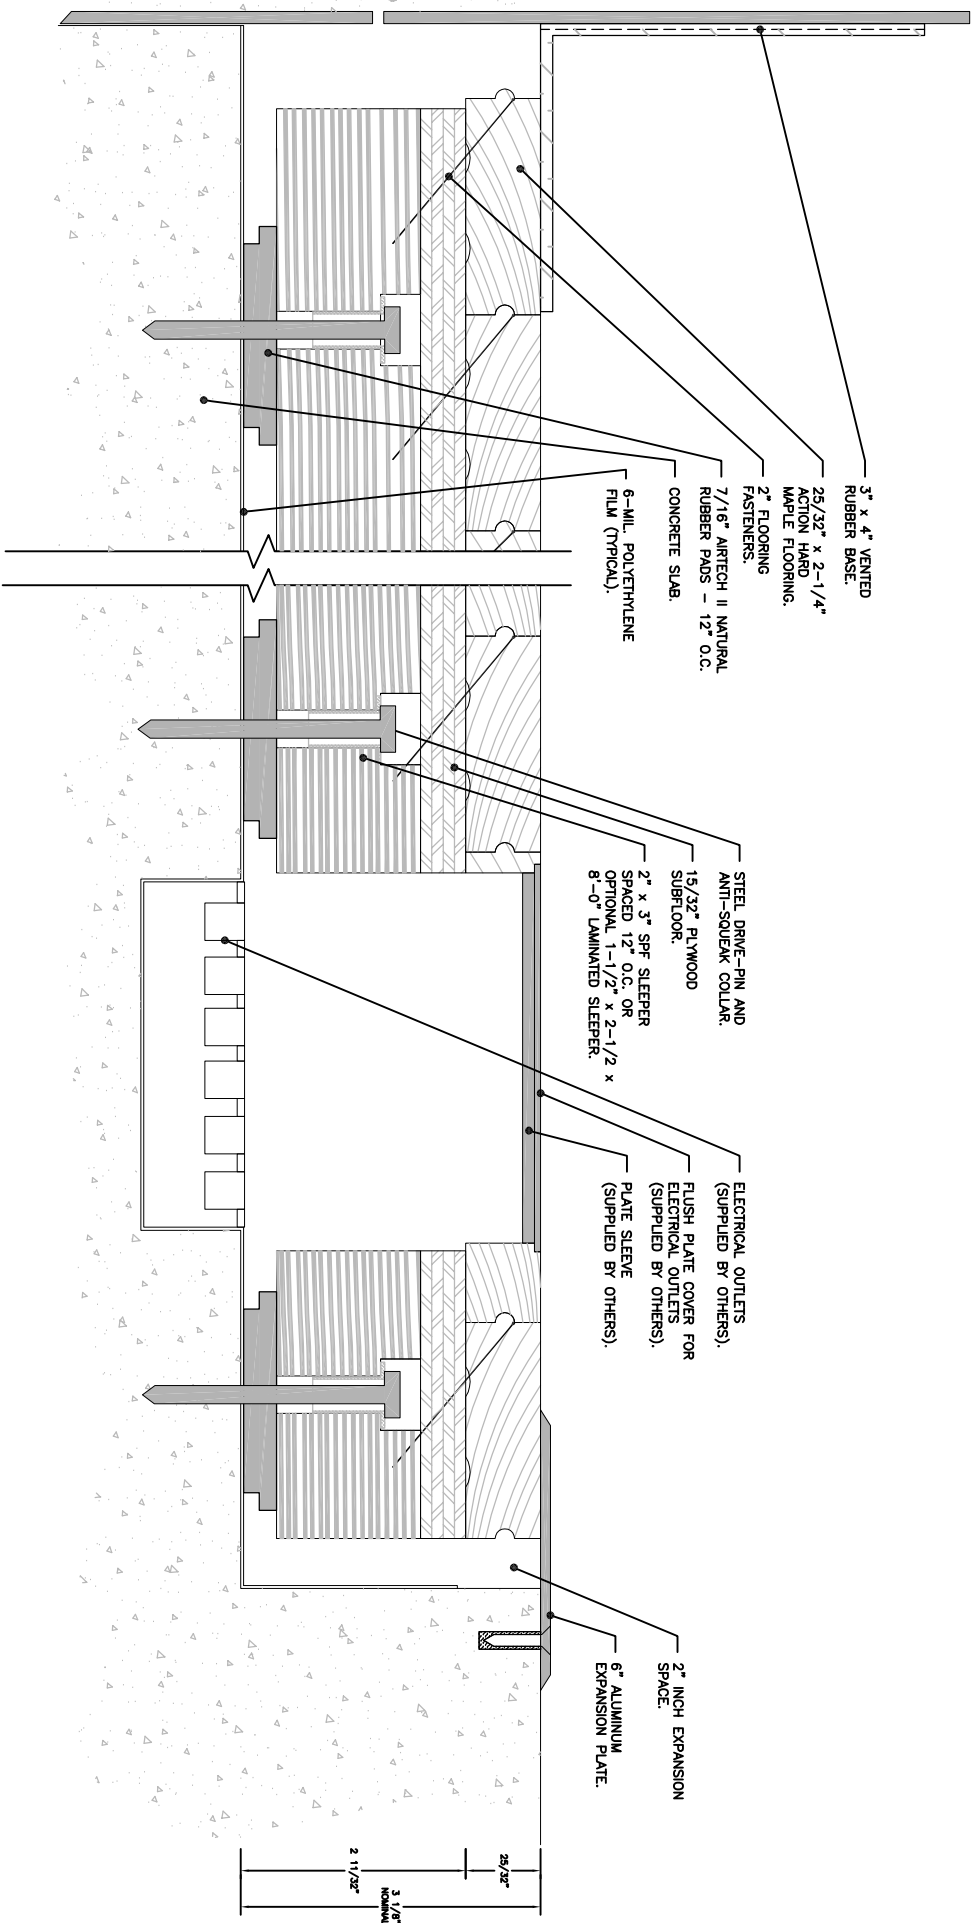 3" x 4" VENTED
RUBBER BASE.
25/32" x 2-1/4"
ACTION HARD
MAPLE FLOORING.
2" FLOORING
FASTENERS.
7/16" AIRTECH II NATURAL
RUBBER PADS - 12" O.C.
CONCRETE SLAB.
6-MIL. POLYETHYLENE
FILM (TYPICAL).
STEEL DRIVE-PIN AND
ANTI-SQUEAK COLLAR.
15/32" PLYWOOD
SUBFLOOR.
2" x 3" SPF SLEEPER
SPACED 12" O.C. OR
OPTIONAL 1-1/2" x 2-1/2 x
8'-0" LAMINATED SLEEPER.
ELECTRICAL OUTLETS
(SUPPLIED BY OTHERS).
FLUSH PLATE COVER FOR
ELECTRICAL OUTLETS
(SUPPLIED BY OTHERS).
PLATE SLEEVE
(SUPPLIED BY OTHERS).
2" INCH EXPANSION
SPACE.
6" ALUMINUM
EXPANSION PLATE.
25/32"
2 11/32"
3 1/8"
NOMINAL